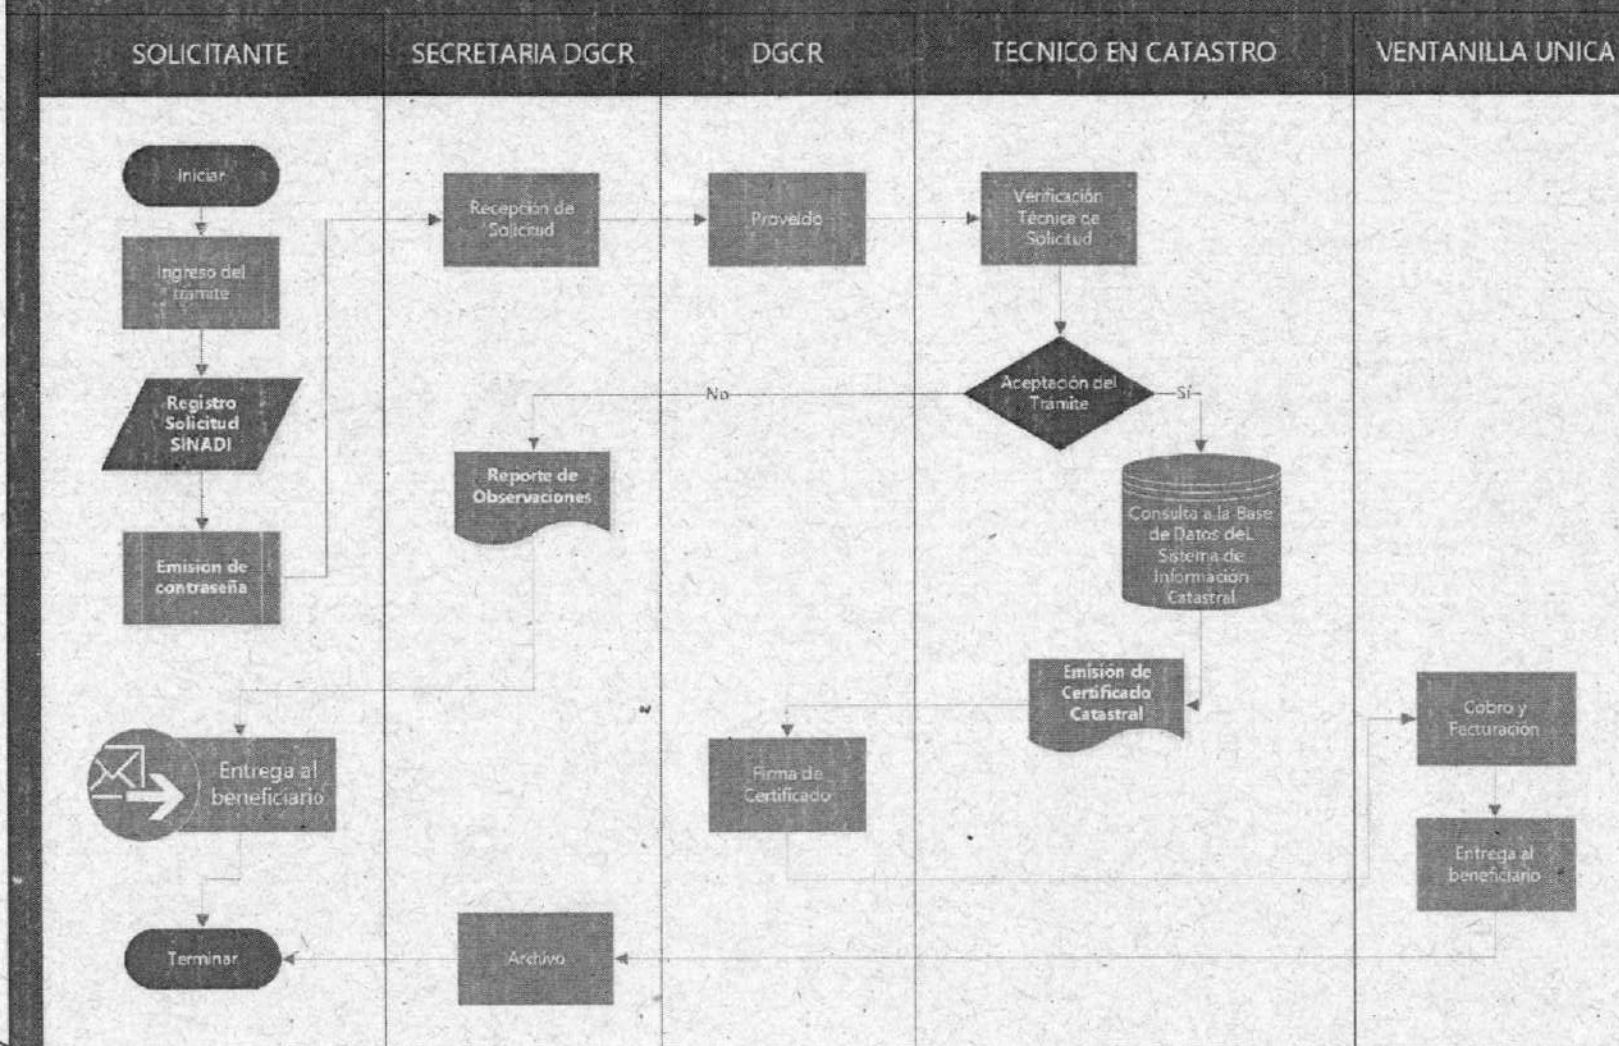 SOLICITANTE
SECRETARIA DGCR
DGCR
TECNICO EN CATASTRO
VENTANILLA UNICA
Iniciar
Ingreso del
trámite
Registro
Solicitud
SINADI
Emisión de
contraseña
Recepción de
Solicitud
Proveído
Verificación
Técnica de
Solicitud
Aceptación del
Trámite
No
Sí
Reporte de
Observaciones
Consulta a la Base
de Datos del
Sistema de
Información
Catastral
Emisión de
Certificado
Catastral
Firma de
Certificado
Cobro y
Facturación
Entrega al
beneficiario
Entrega al
beneficiario
Archivo
Terminar